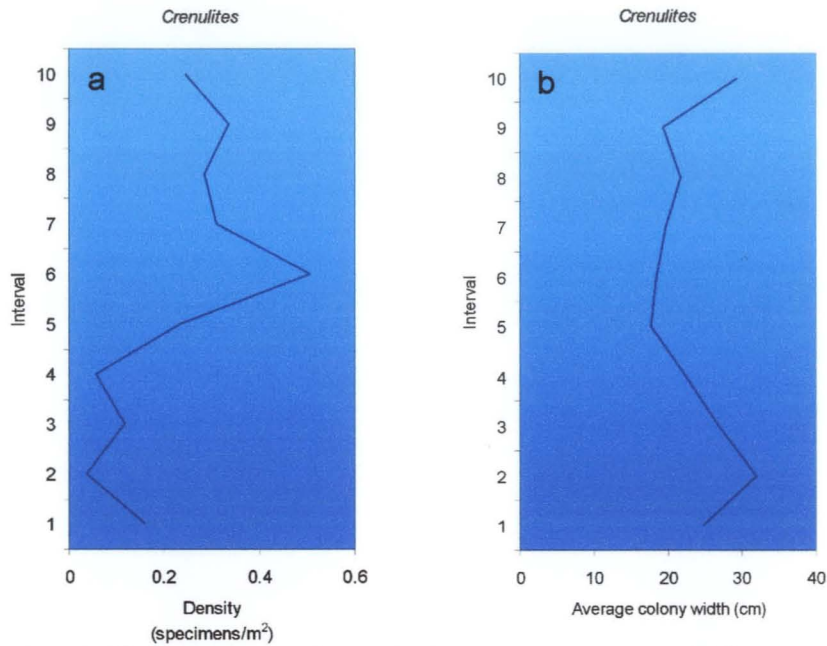 Crenulites
a
10
9
8
7
6
5
4
3
2
1
Interval
0 0.2 0.4 0.6
Density
(specimens/m²)
Crenulites
b
10
9
8
7
6
5
4
3
2
1
Interval
0 10 20 30 40
Average colony width (cm)